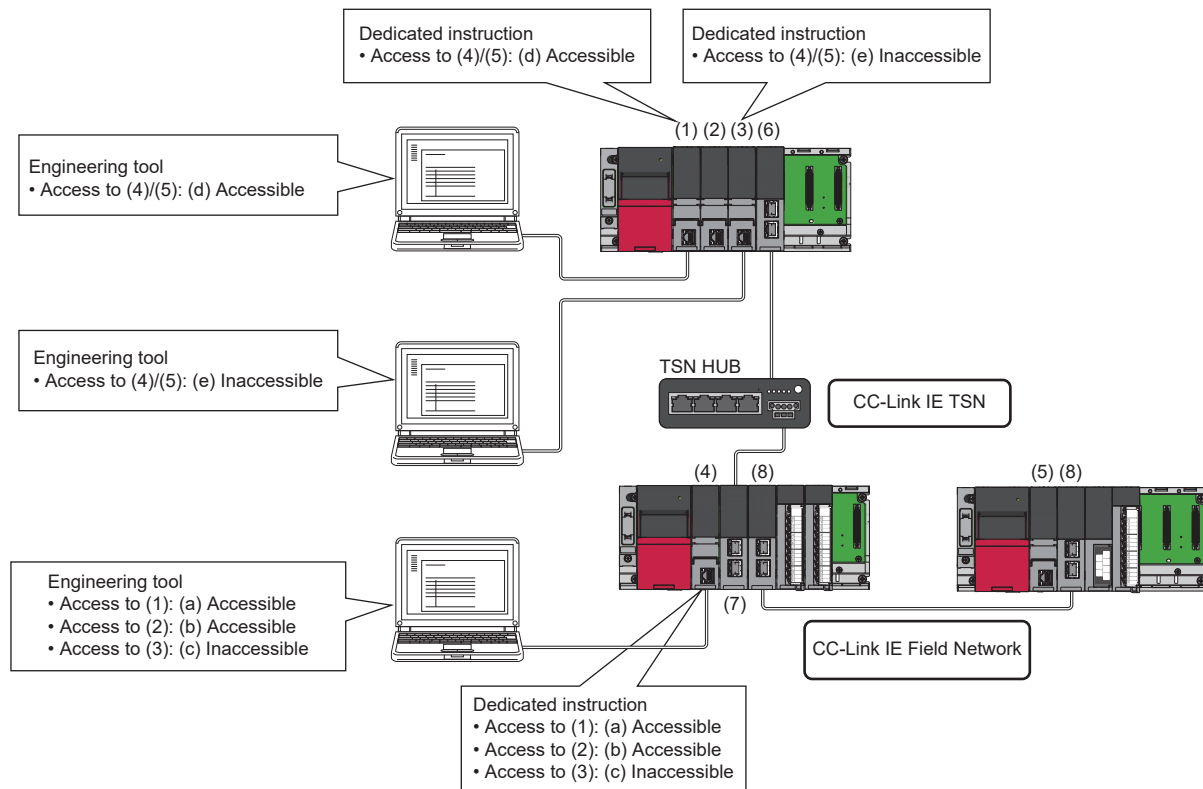 Dedicated instruction
• Access to (4)/(5): (d) Accessible
Dedicated instruction
• Access to (4)/(5): (e) Inaccessible
(1) (2) (3) (6)
Engineering tool
• Access to (4)/(5): (d) Accessible
Engineering tool
• Access to (4)/(5): (e) Inaccessible
TSN HUB
CC-Link IE TSN
(4)
(8)
(5) (8)
Engineering tool
• Access to (1): (a) Accessible
• Access to (2): (b) Accessible
• Access to (3): (c) Inaccessible
(7)
CC-Link IE Field Network
Dedicated instruction
• Access to (1): (a) Accessible
• Access to (2): (b) Accessible
• Access to (3): (c) Inaccessible